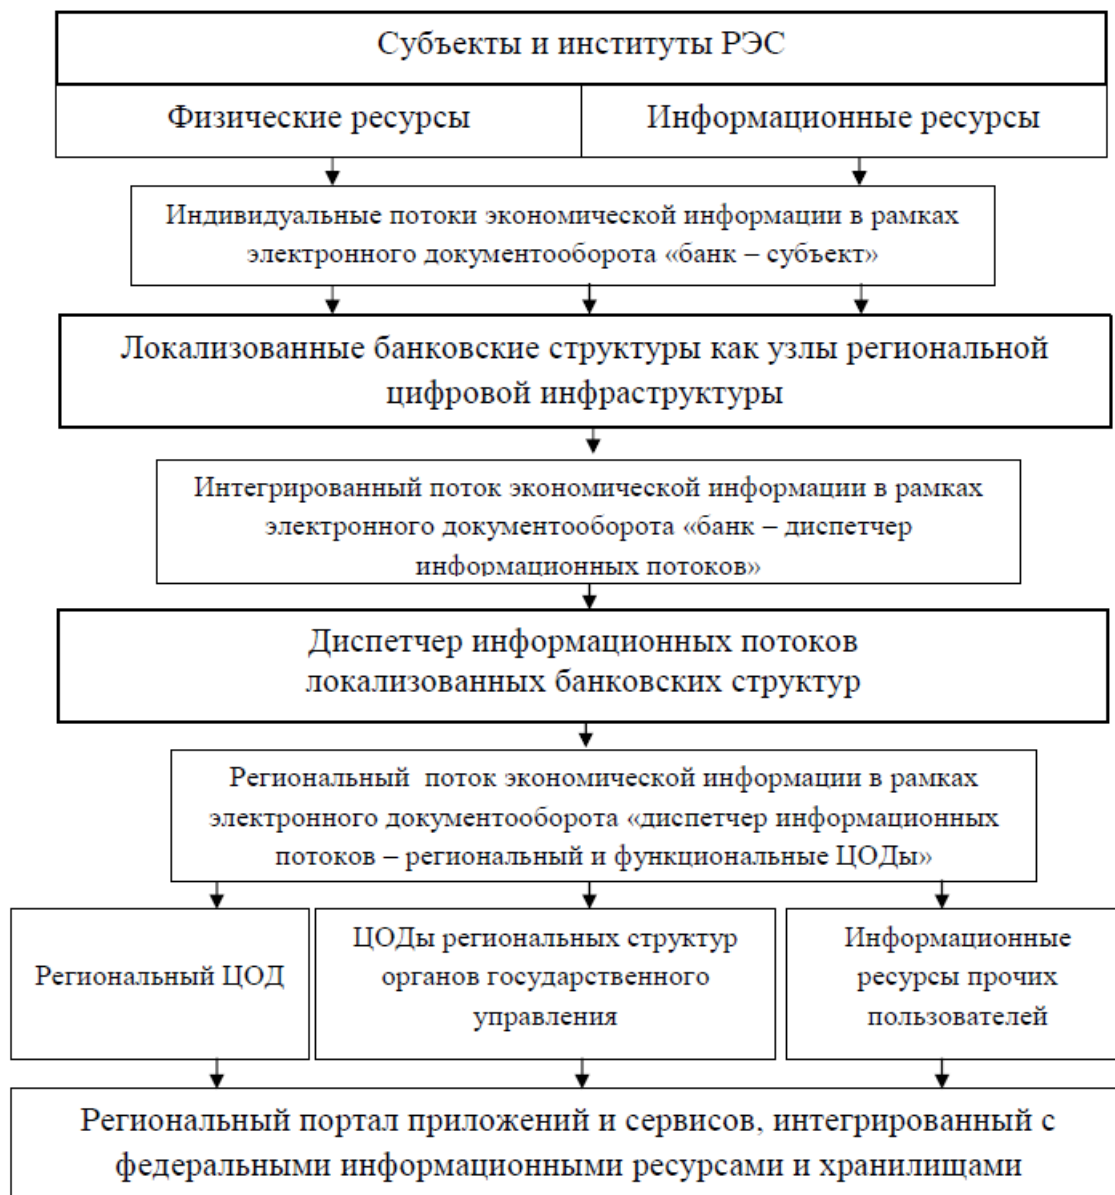 Субъекты и институты РЭС
Физические ресурсы
Информационные ресурсы
Индивидуальные потоки экономической информации в рамках
электронного документооборота «банк – субъект»
Локализованные банковские структуры как узлы региональной
цифровой инфраструктуры
Интегрированный поток экономической информации в рамках
электронного документооборота «банк – диспетчер
информационных потоков»
Диспетчер информационных потоков
локализованных банковских структур
Региональный поток экономической информации в рамках
электронного документооборота «диспетчер информационных
потоков – региональный и функциональные ЦОДы»
Региональный ЦОД
ЦОДы региональных структур
органов государственного
управления
Информационные
ресурсы прочих
пользователей
Региональный портал приложений и сервисов, интегрированный с
федеральными информационными ресурсами и хранилищами